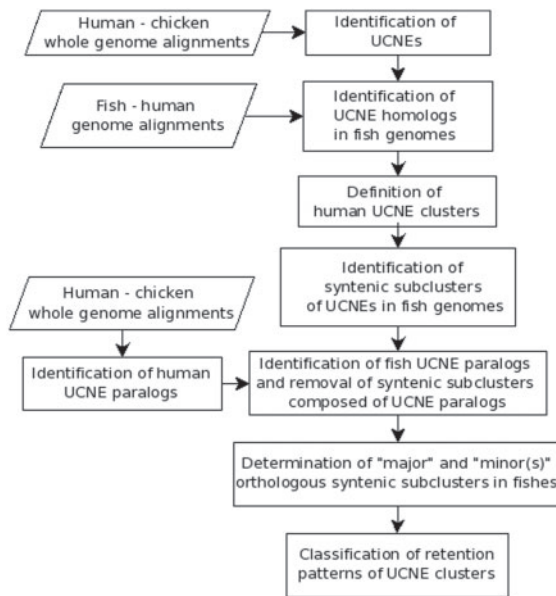 Human - chicken
whole genome alignments
Identification of
UCNEs
Fish - human
genome alignments
Identification of
UCNE homologs
in fish genomes
Definition of
human UCNE clusters
Identification of
syntenic subclusters
of UCNEs in fish genomes
Human - chicken
whole genome alignments
Identification of human
UCNE paralogs
Identification of fish UCNE paralogs
and removal of syntenic subclusters
composed of UCNE paralogs
Determination of "major" and "minor(s)"
orthologous syntenic subclusters in fishes
Classification of retention
patterns of UCNE clusters